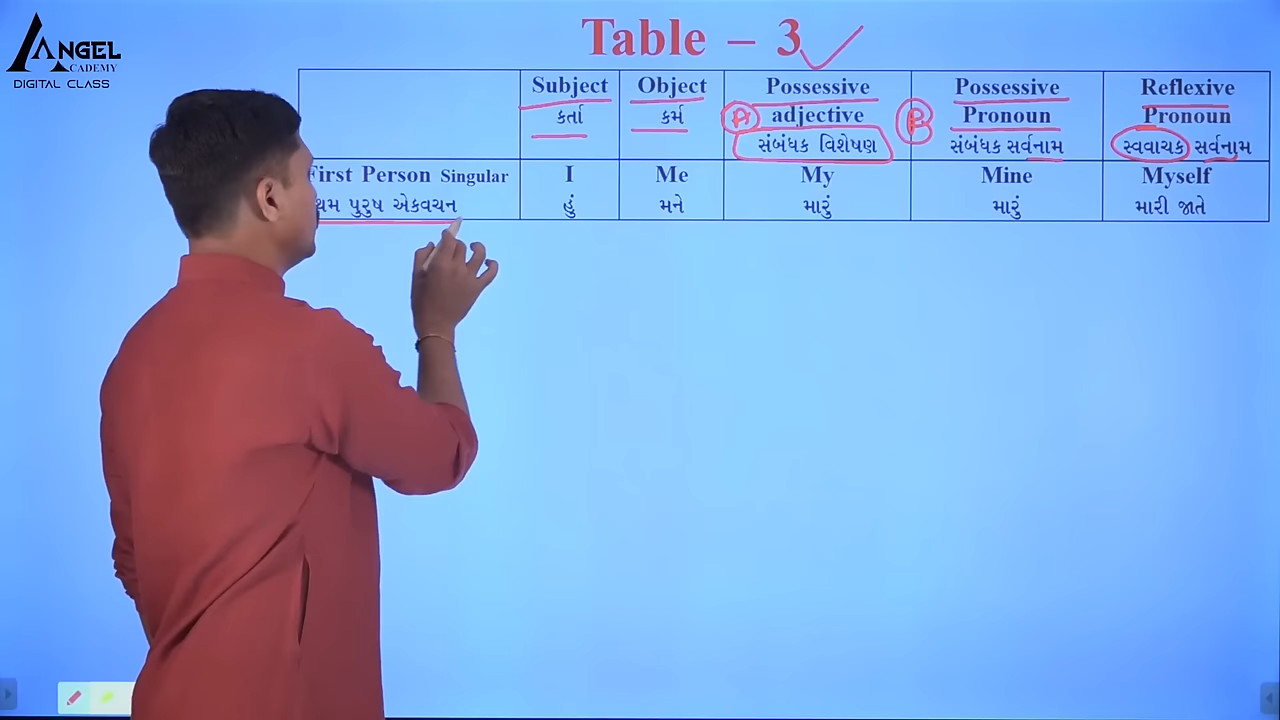 ANGEL
ACADEMY
DIGITAL CLASS
Table – 3
Subject Object Possessive Possessive Reflexive
કર્તા કર્મ A adjective B Pronoun Pronoun
સંબંધક વિશેષણ સંબંધક સર્વનામ સ્વવાચક સર્વનામ
First Person Singular I Me My Mine Myself
પુરુષ એકવચન હું મને મારું મારું મારી જાતે